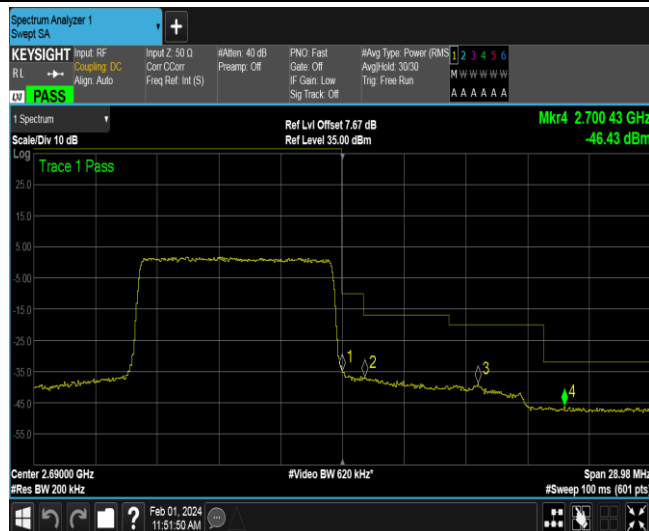 Spectrum Analyzer 1
Swept SA
+
KEYSIGHT
RL
LXI PASS
Input: RF
Coupling: DC
Align: Auto
Input Z: 50 Ω
Corr CCorr
Freq Ref: Int (S)
#Atten: 40 dB
Preamp: Off
PNO: Fast
Gate: Off
IF Gain: Low
Sig Track: Off
#Avg Type: Power (RMS
Avg|Hold: 30/30
Trig: Free Run
1 2 3 4 5 6
M W W W W W
A A A A A A
1 Spectrum
Scale/Div 10 dB
Ref Lvl Offset 7.67 dB
Ref Level 35.00 dBm
Mkr4 2.700 43 GHz
-46.43 dBm
Log
Trace 1 Pass
25.0
15.0
5.00
-5.00
-15.0
-25.0
-35.0
-45.0
-55.0
1
2
3
4
Center 2.69000 GHz
#Res BW 200 kHz
#Video BW 620 kHz*
Span 28.98 MHz
#Sweep 100 ms (601 pts)
?
Feb 01, 2024
11:51:50 AM